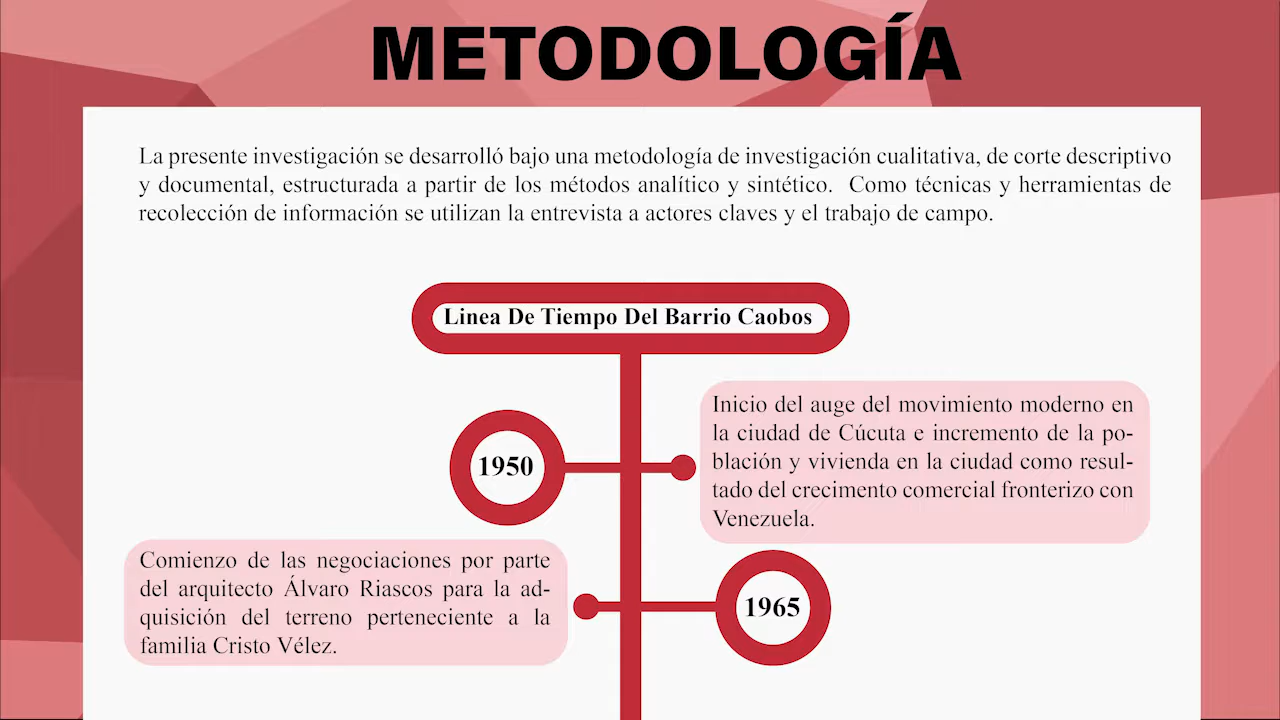 METODOLOGÍA
La presente investigación se desarrolló bajo una metodología de investigación cualitativa, de corte descriptivo
y documental, estructurada a partir de los métodos analítico y sintético. Como técnicas y herramientas de
recolección de información se utilizan la entrevista a actores claves y el trabajo de campo.
Linea De Tiempo Del Barrio Caobos
1950
Inicio del auge del movimiento moderno en
la ciudad de Cúcuta e incremento de la po-
blación y vivienda en la ciudad como resul-
tado del crecimento comercial fronterizo con
Venezuela.
Comienzo de las negociaciones por parte
del arquitecto Álvaro Riascos para la ad-
quisición del terreno perteneciente a la
familia Cristo Vélez.
1965